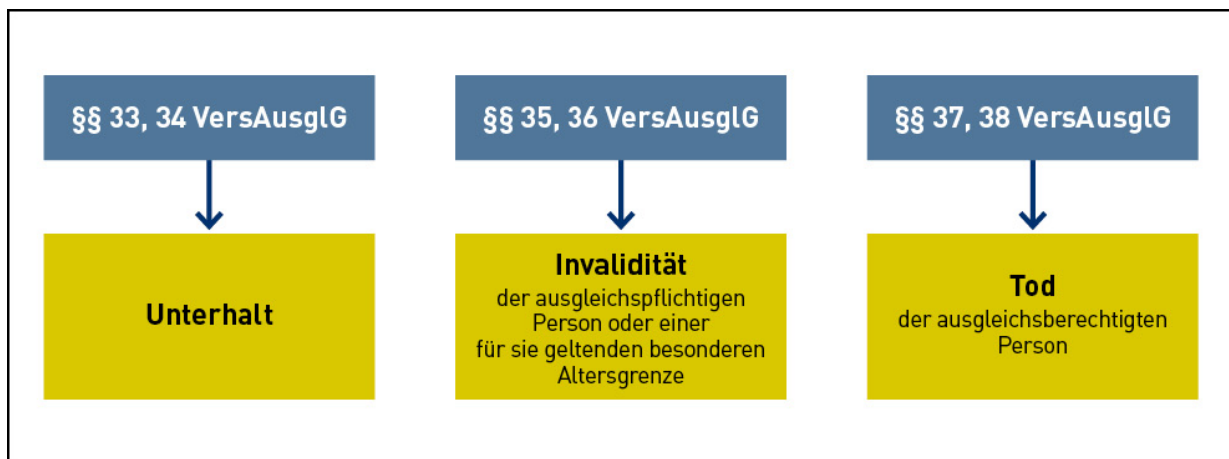 §§ 33, 34 VersAusglG
Unterhalt
§§ 35, 36 VersAusglG
Invalidität
der ausgleichspflichtigen
Person oder einer
für sie geltenden besonderen
Altersgrenze
§§ 37, 38 VersAusglG
Tod
der ausgleichsberechtigten
Person